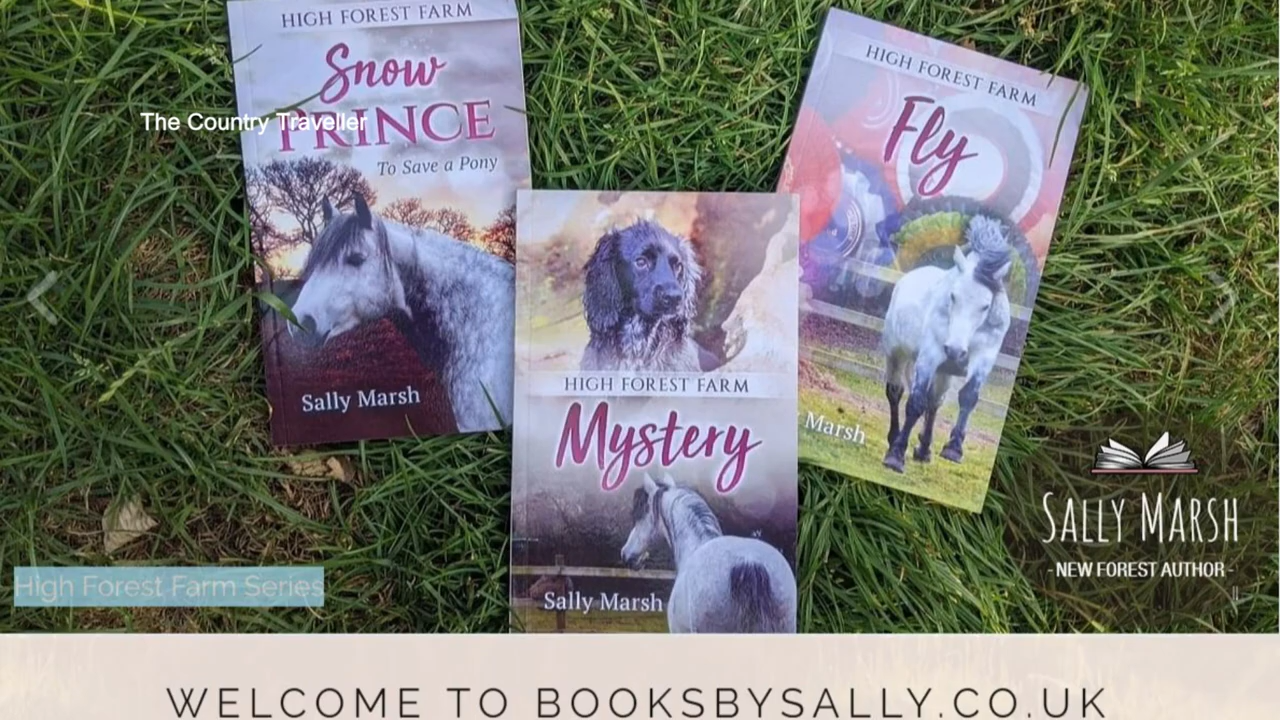 HIGH FOREST FARM
Snow
PRINCE
To Save a Pony
Sally Marsh
The Country Traveller
HIGH FOREST FARM
Mystery
Sally Marsh
HIGH FOREST FARM
Fly
Marsh
SALLY MARSH
- NEW FOREST AUTHOR -
High Forest Farm Series
WELCOME TO BOOKSBYSALLY.CO.UK